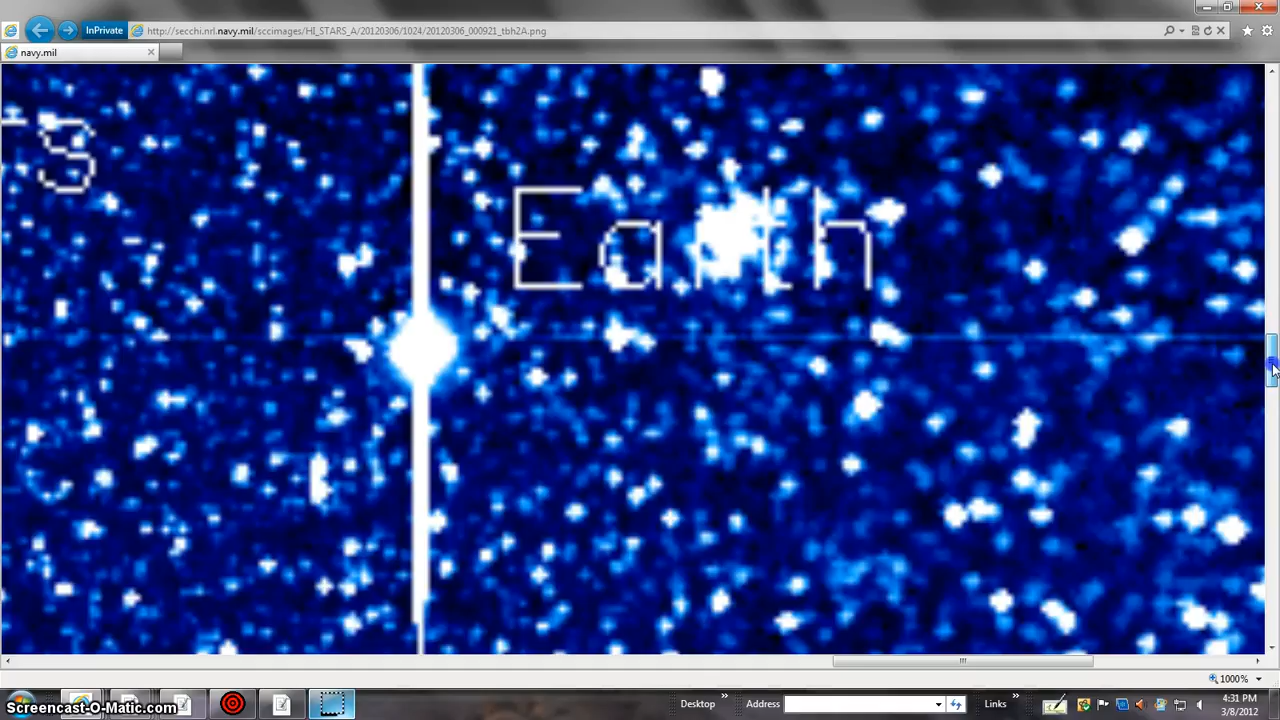 InPrivate
http://secchi.nrl.navy.mil/sccimages/HI_STARS_A/20120306/1024/20120306_000921_tbh2A.png
navy.mil
S
Earth
1000%
Screencast-O-Matic.com
Desktop
Address
Links
4:31 PM
3/8/2012